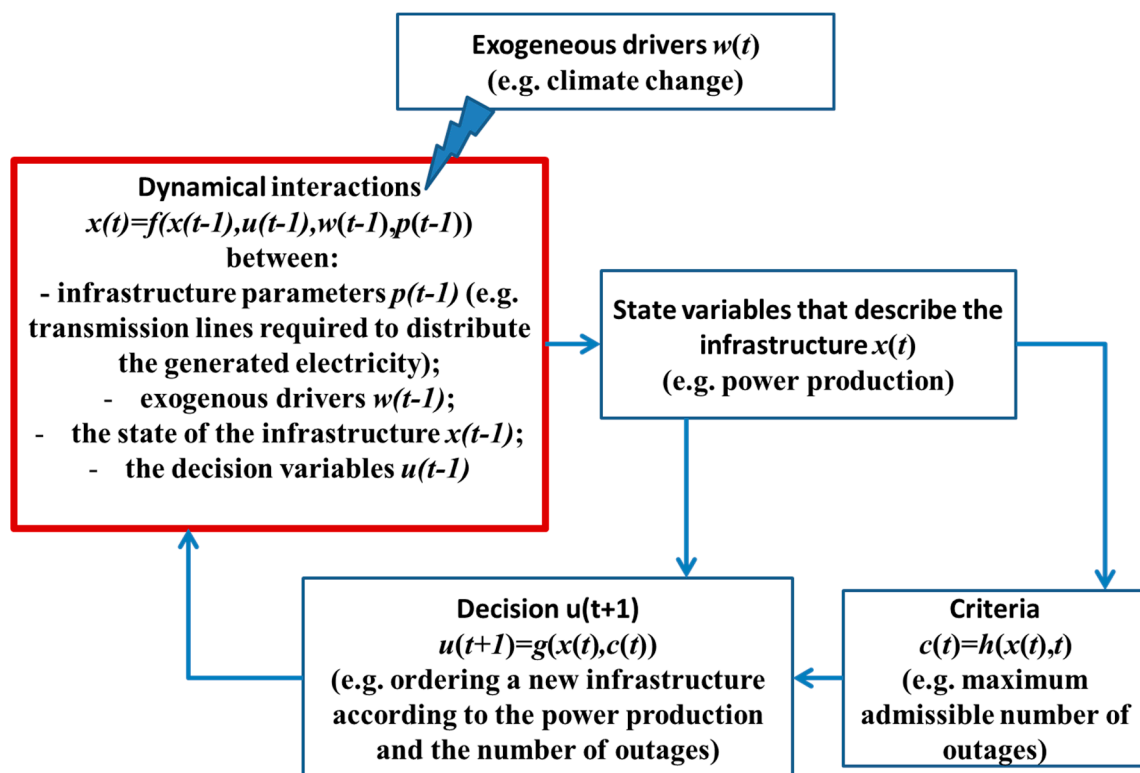 Exogeneous drivers w(t)
(e.g. climate change)
Dynamical interactions
x(t)=f(x(t-1),u(t-1),w(t-1),p(t-1))
between:
- infrastructure parameters p(t-1) (e.g.
transmission lines required to distribute
the generated electricity);
- exogenous drivers w(t-1);
- the state of the infrastructure x(t-1);
- the decision variables u(t-1)
State variables that describe the
infrastructure x(t)
(e.g. power production)
Decision u(t+1)
u(t+1)=g(x(t),c(t))
(e.g. ordering a new infrastructure
according to the power production
and the number of outages)
Criteria
c(t)=h(x(t),t)
(e.g. maximum
admissible number of
outages)